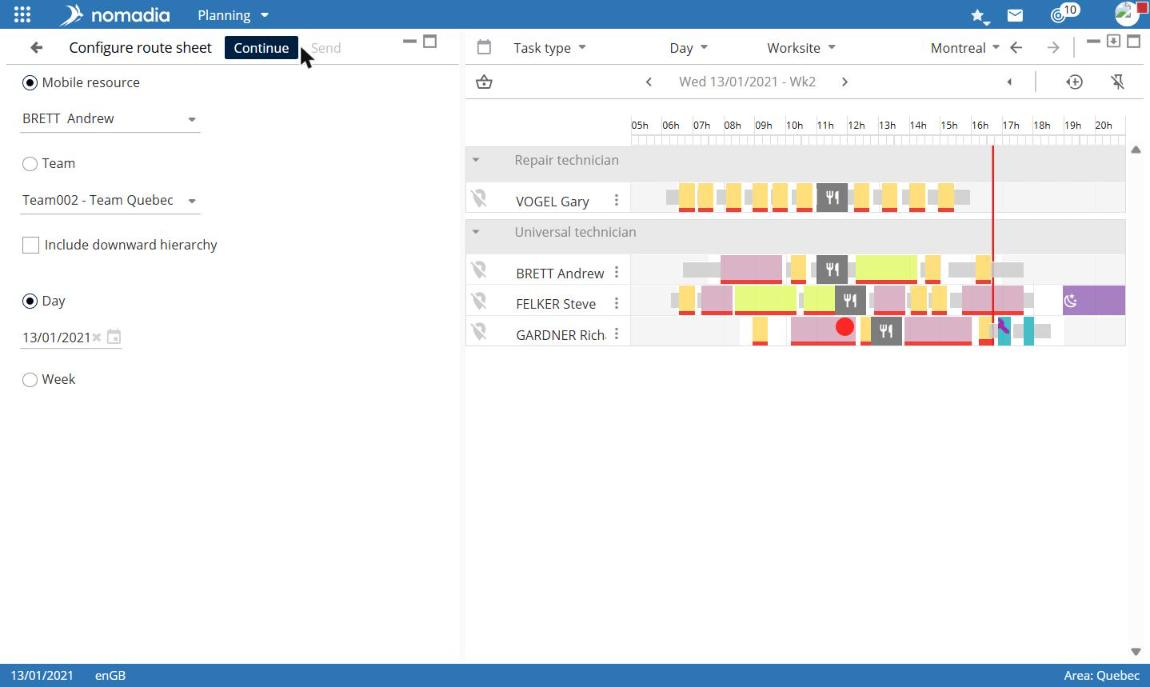 nomadia Planning 10
Configure route sheet Continue Send
Task type Day Worksite Montreal
Mobile resource
Wed 13/01/2021 - Wk2
BRETT Andrew
05h 06h 07h 08h 09h 10h 11h 12h 13h 14h 15h 16h 17h 18h 19h 20h
Team
Repair technician
Team002 - Team Quebec
VOGEL Gary
Include downward hierarchy
Universal technician
BRETT Andrew
Day
FELKER Steve
13/01/2021
GARDNER Rich
Week
13/01/2021 enGB Area: Quebec